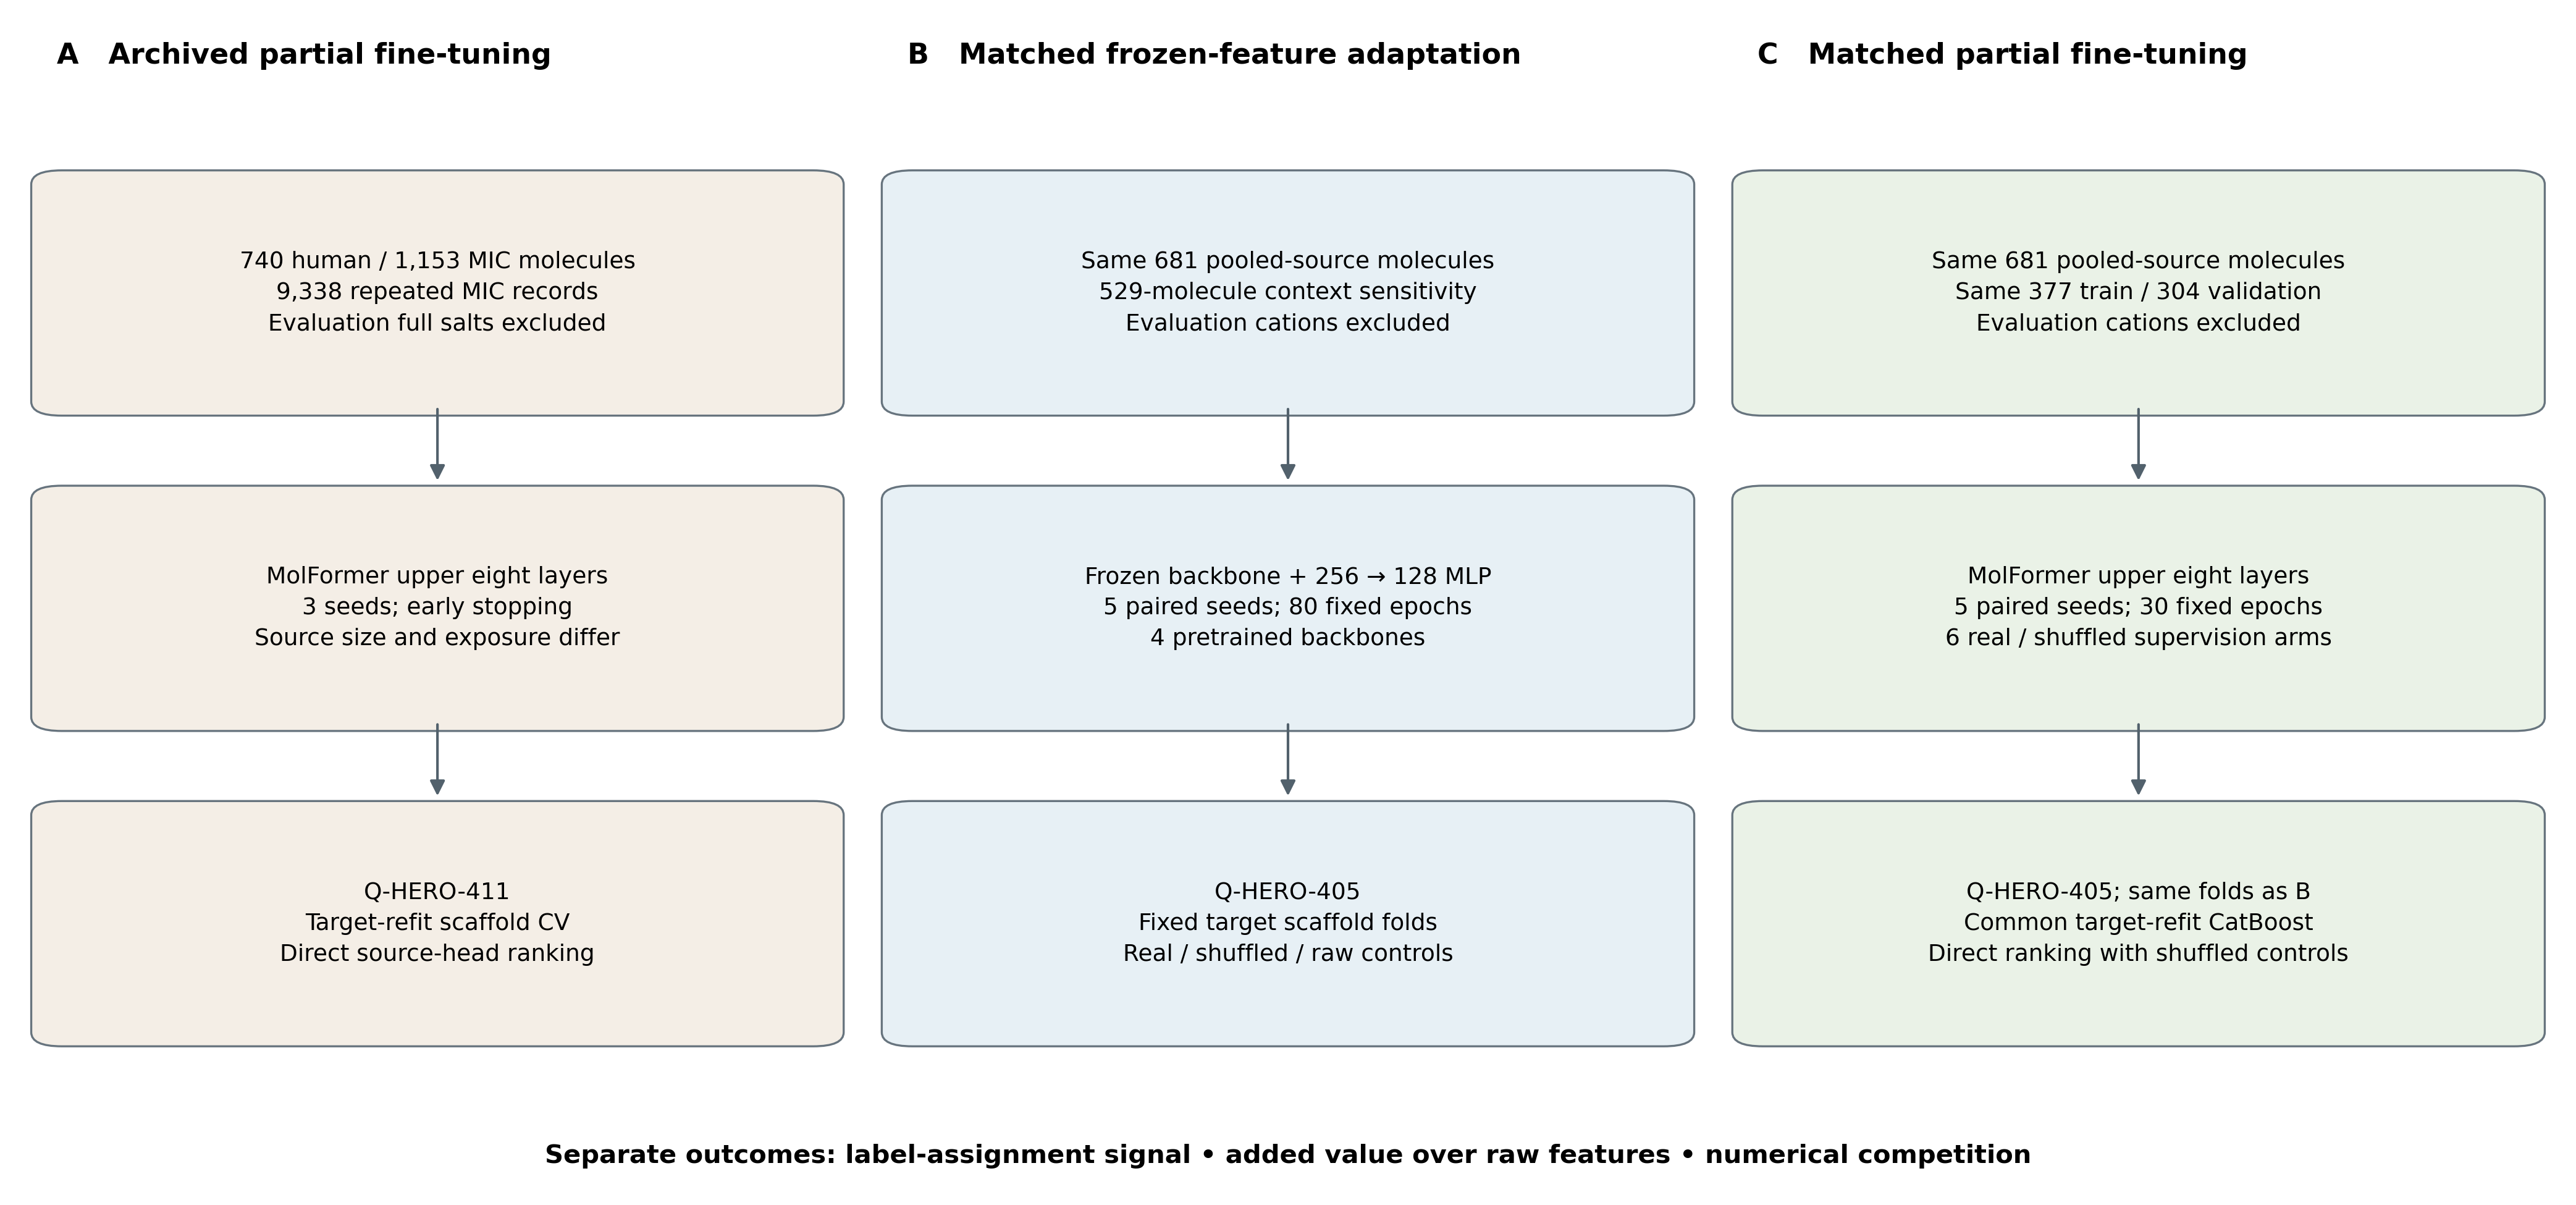 A Archived partial fine-tuning
740 human / 1,153 MIC molecules
9,338 repeated MIC records
Evaluation full salts excluded
MolFormer upper eight layers
3 seeds; early stopping
Source size and exposure differ
Q-HERO-411
Target-refit scaffold CV
Direct source-head ranking
B Matched frozen-feature adaptation
Same 681 pooled-source molecules
529-molecule context sensitivity
Evaluation cations excluded
Frozen backbone + 256 → 128 MLP
5 paired seeds; 80 fixed epochs
4 pretrained backbones
Q-HERO-405
Fixed target scaffold folds
Real / shuffled / raw controls
C Matched partial fine-tuning
Same 681 pooled-source molecules
Same 377 train / 304 validation
Evaluation cations excluded
MolFormer upper eight layers
5 paired seeds; 30 fixed epochs
6 real / shuffled supervision arms
Q-HERO-405; same folds as B
Common target-refit CatBoost
Direct ranking with shuffled controls
Separate outcomes: label-assignment signal • added value over raw features • numerical competition